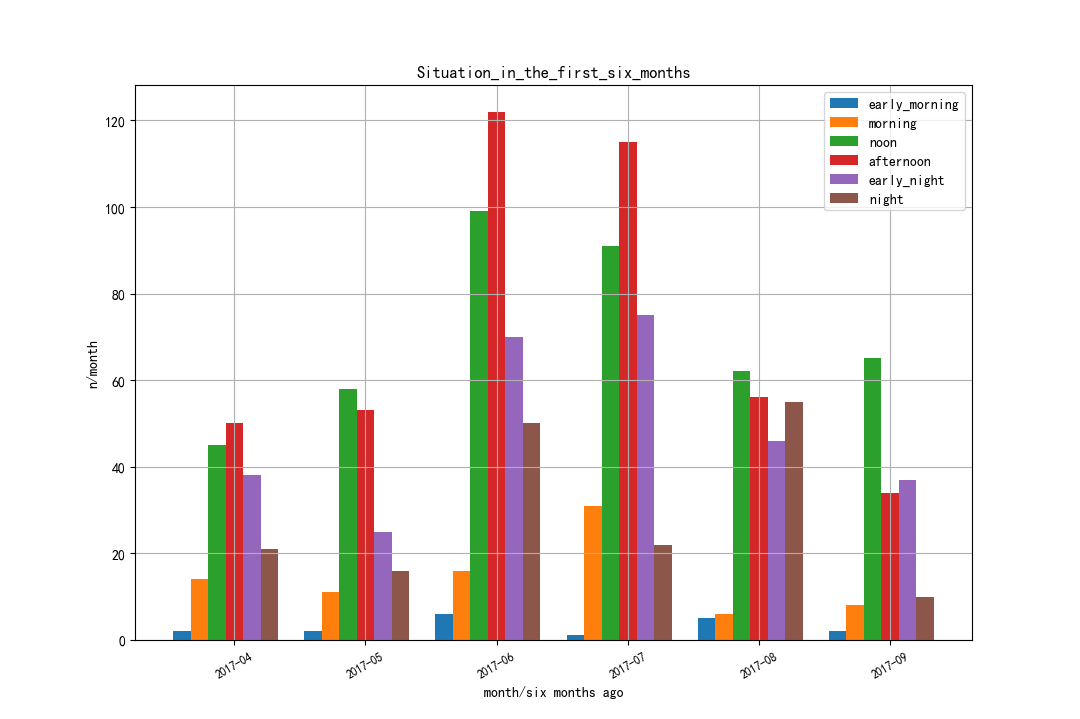 Situation_in_the_first_six_months
early_morning
morning
noon
afternoon
early_night
night
n/month
120
100
80
60
40
20
0
2017-04
2017-05
2017-06
2017-07
2017-08
2017-09
month/six months ago